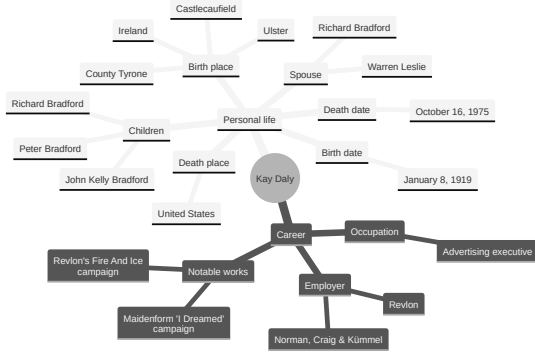 Castlecaufield
Ireland
Ulster
Richard Bradford
County Tyrone
Birth place
Spouse
Warren Leslie
Richard Bradford
Children
Personal life
Death date
October 16, 1975
Peter Bradford
John Kelly Bradford
Death place
Birth date
Kay Daly
January 8, 1919
United States
Career
Occupation
Advertising executive
Revlon's Fire And Ice
campaign
Notable works
Employer
Revlon
Maidenform 'I Dreamed'
campaign
Norman, Craig & Kümmel